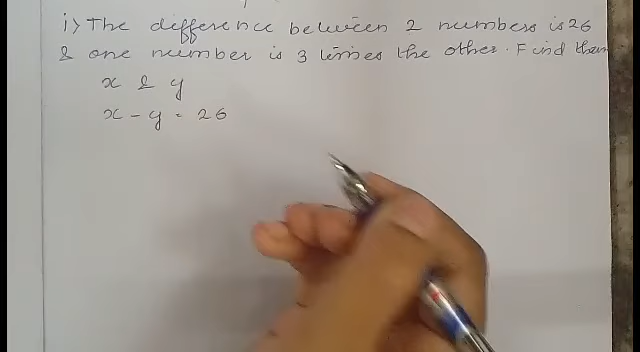 i) The difference between 2 numbers is 26
& one number is 3 times the other. Find them
x & y
x - y = 26